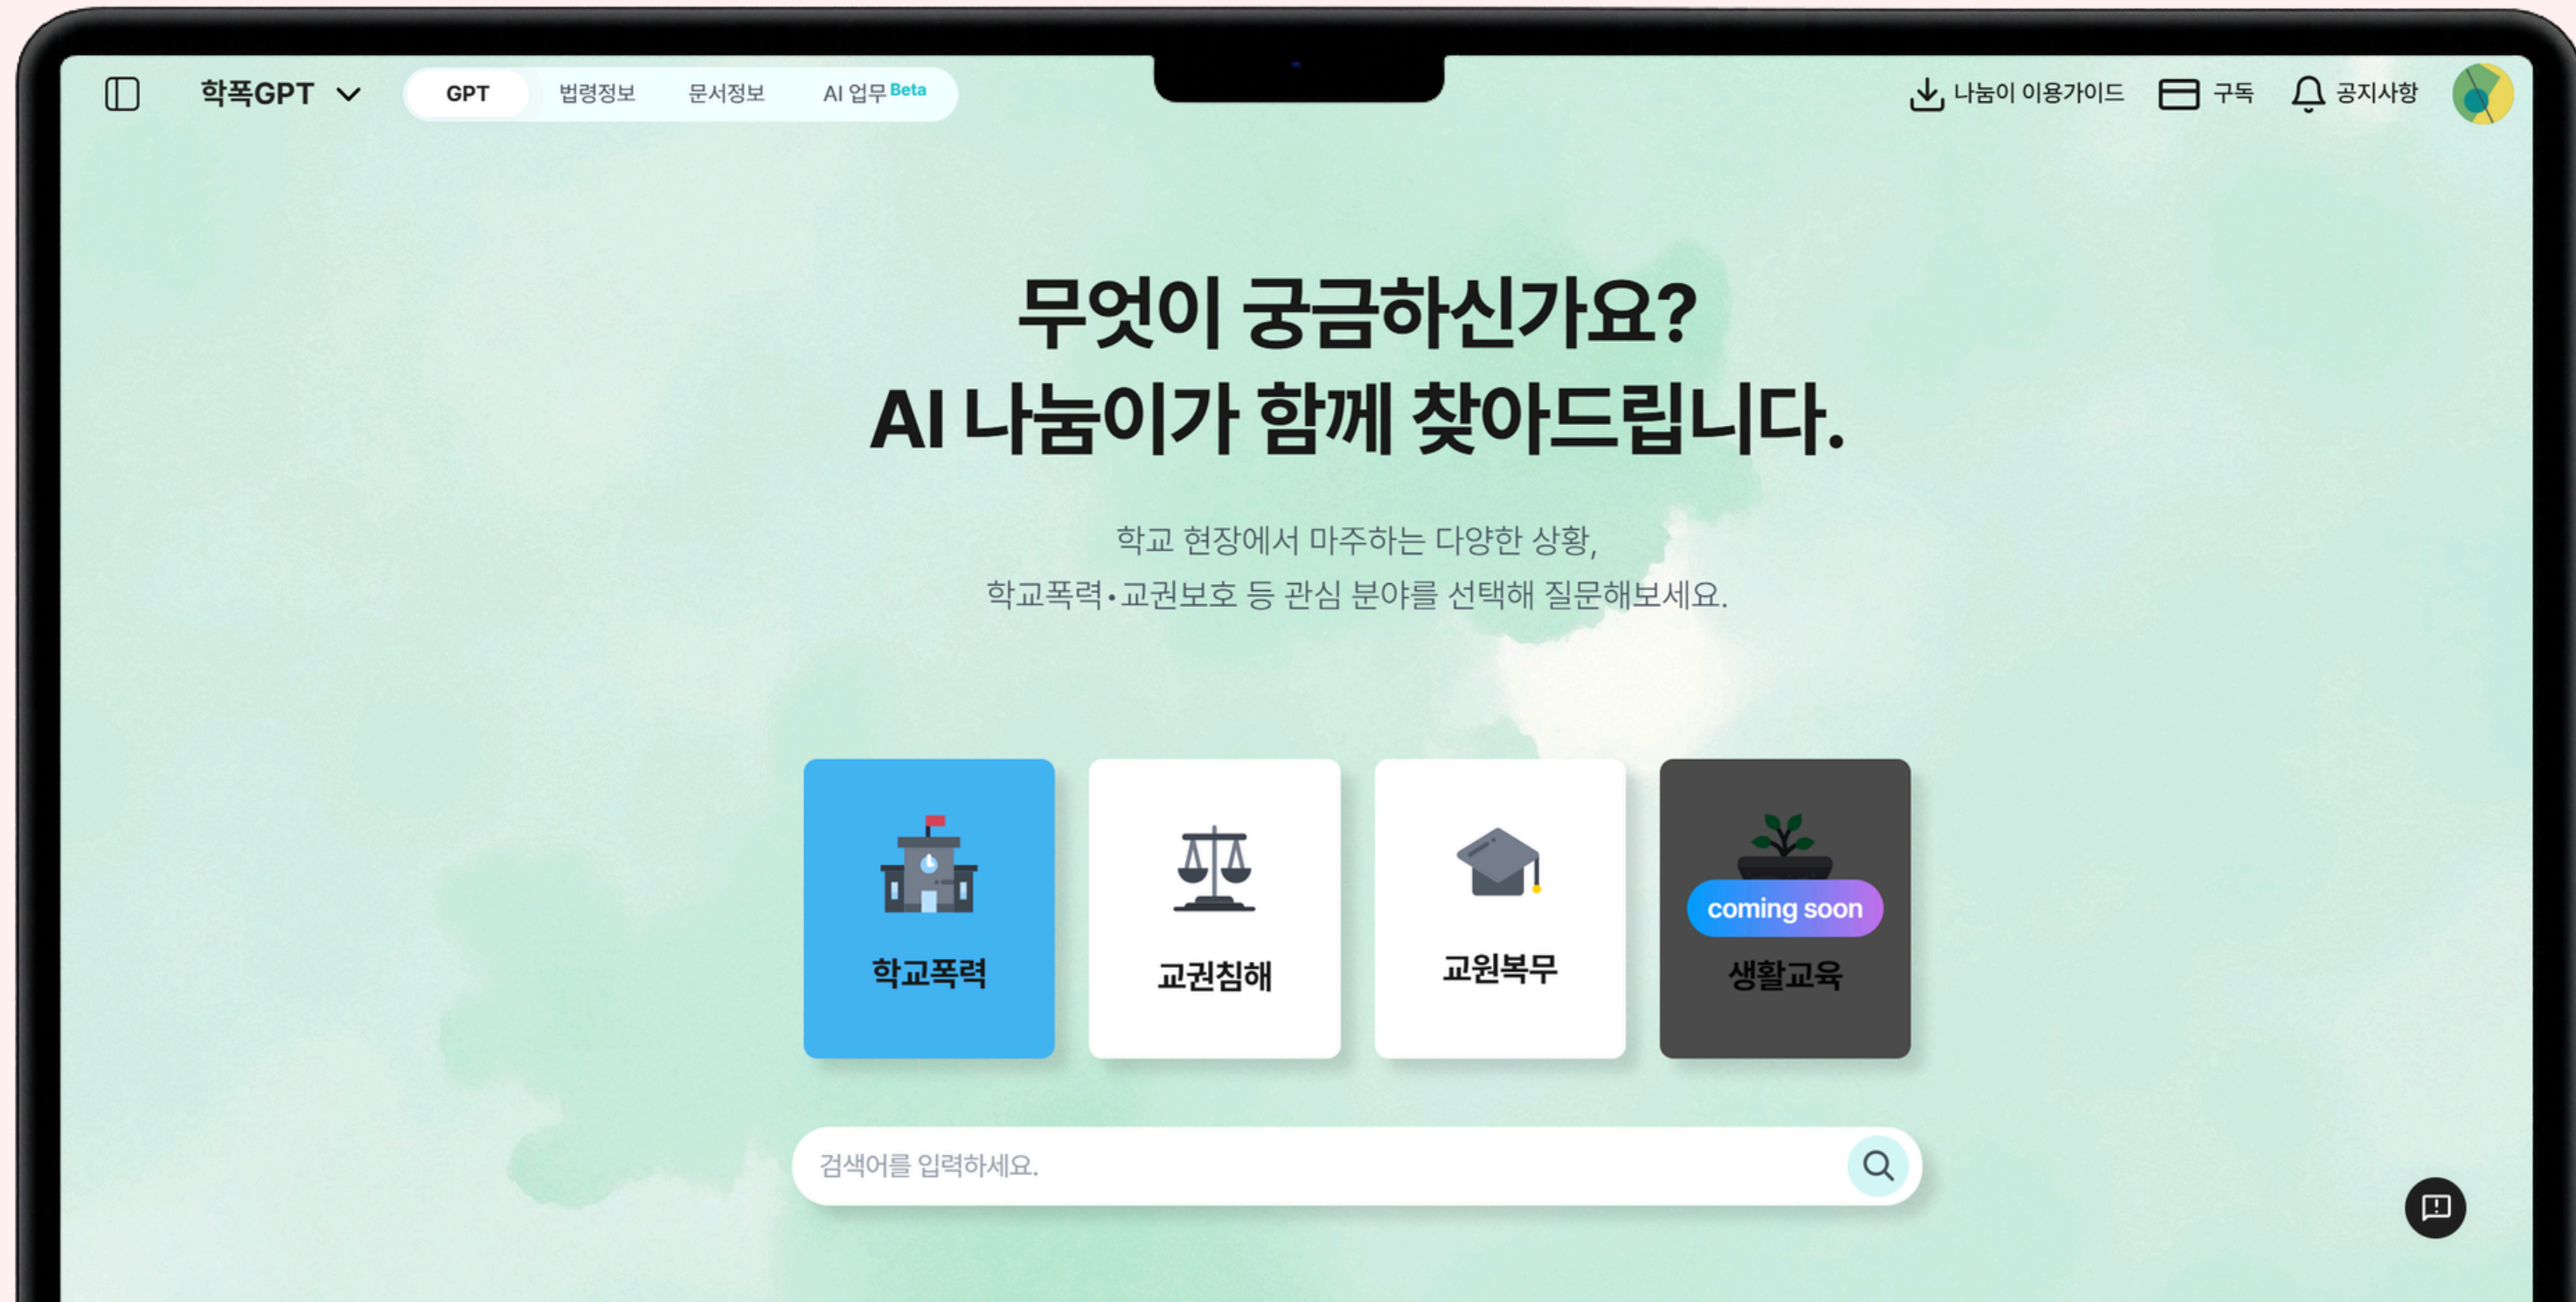 학폭GPT
GPT 법령정보 문서정보 AI 업무 Beta
나눔이 이용가이드 구독 공지사항
무엇이 궁금하신가요?
AI 나눔이가 함께 찾아드립니다.
학교 현장에서 마주하는 다양한 상황,
학교폭력•교권보호 등 관심 분야를 선택해 질문해보세요.
학교폭력
교권침해
교원복무
coming soon
생활교육
검색어를 입력하세요.